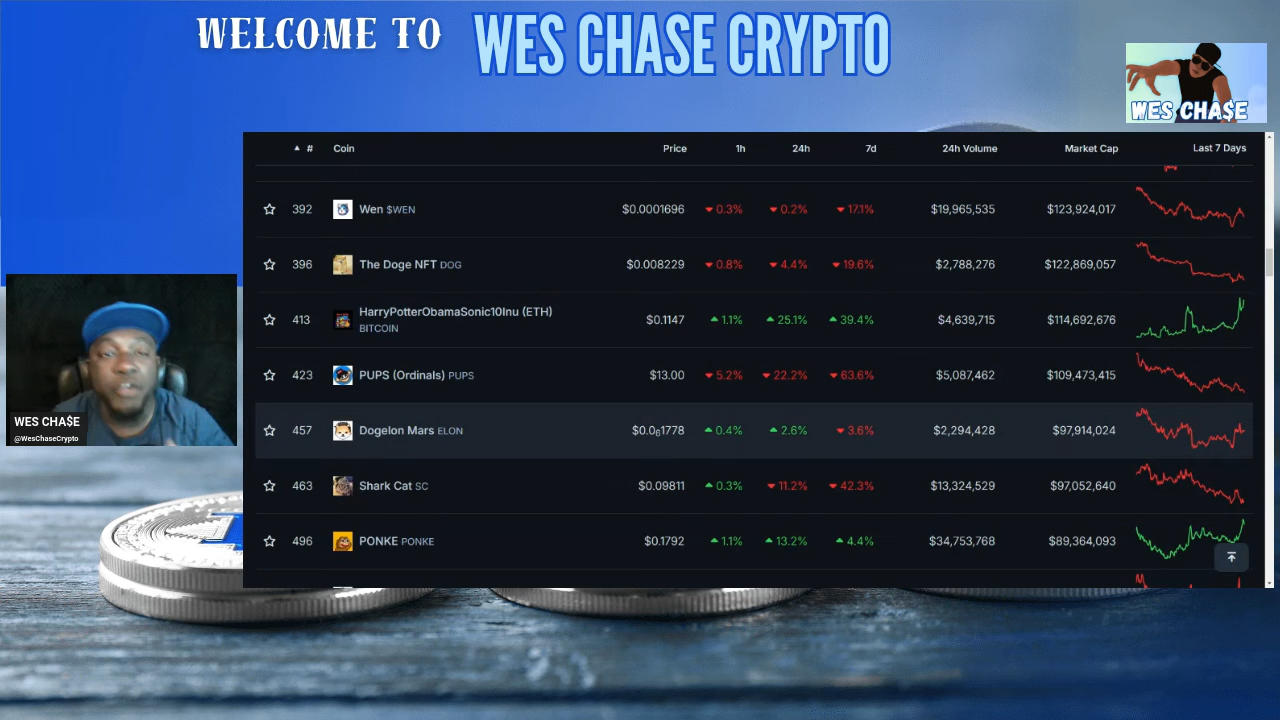 WELCOME TO WES CHASE CRYPTO
WES CHA$E
# Coin Price 1h 24h 7d 24h Volume Market Cap Last 7 Days
392 Wen $WEN $0.0001696 0.3% 0.2% 17.1% $19,965,535 $123,924,017
396 The Doge NFT DOG $0.008229 0.8% 4.4% 19.6% $2,788,276 $122,869,057
413 HarryPotterObamaSonic10Inu (ETH) BITCOIN $0.1147 1.1% 25.1% 39.4% $4,639,715 $114,692,676
423 PUPS (Ordinals) PUPS $13.00 5.2% 22.2% 63.6% $5,087,462 $109,473,415
457 Dogelon Mars ELON $0.0₆1778 0.4% 2.6% 3.6% $2,294,428 $97,914,024
463 Shark Cat SC $0.09811 0.3% 11.2% 42.3% $13,324,529 $97,052,640
496 PONKE PONKE $0.1792 1.1% 13.2% 4.4% $34,753,768 $89,364,093
WES CHA$E
@WesChaseCrypto